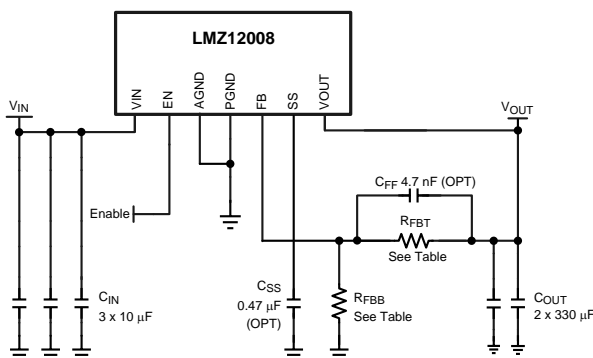 LMZ12008
VIN
EN
AGND
PGND
FB
SS
VOUT
VIN
VOUT
CFF 4.7 nF (OPT)
Enable
RFBT
See Table
CIN
3 x 10 μF
CSS
0.47 μF
(OPT)
RFBB
See Table
COUT
2 x 330 μF